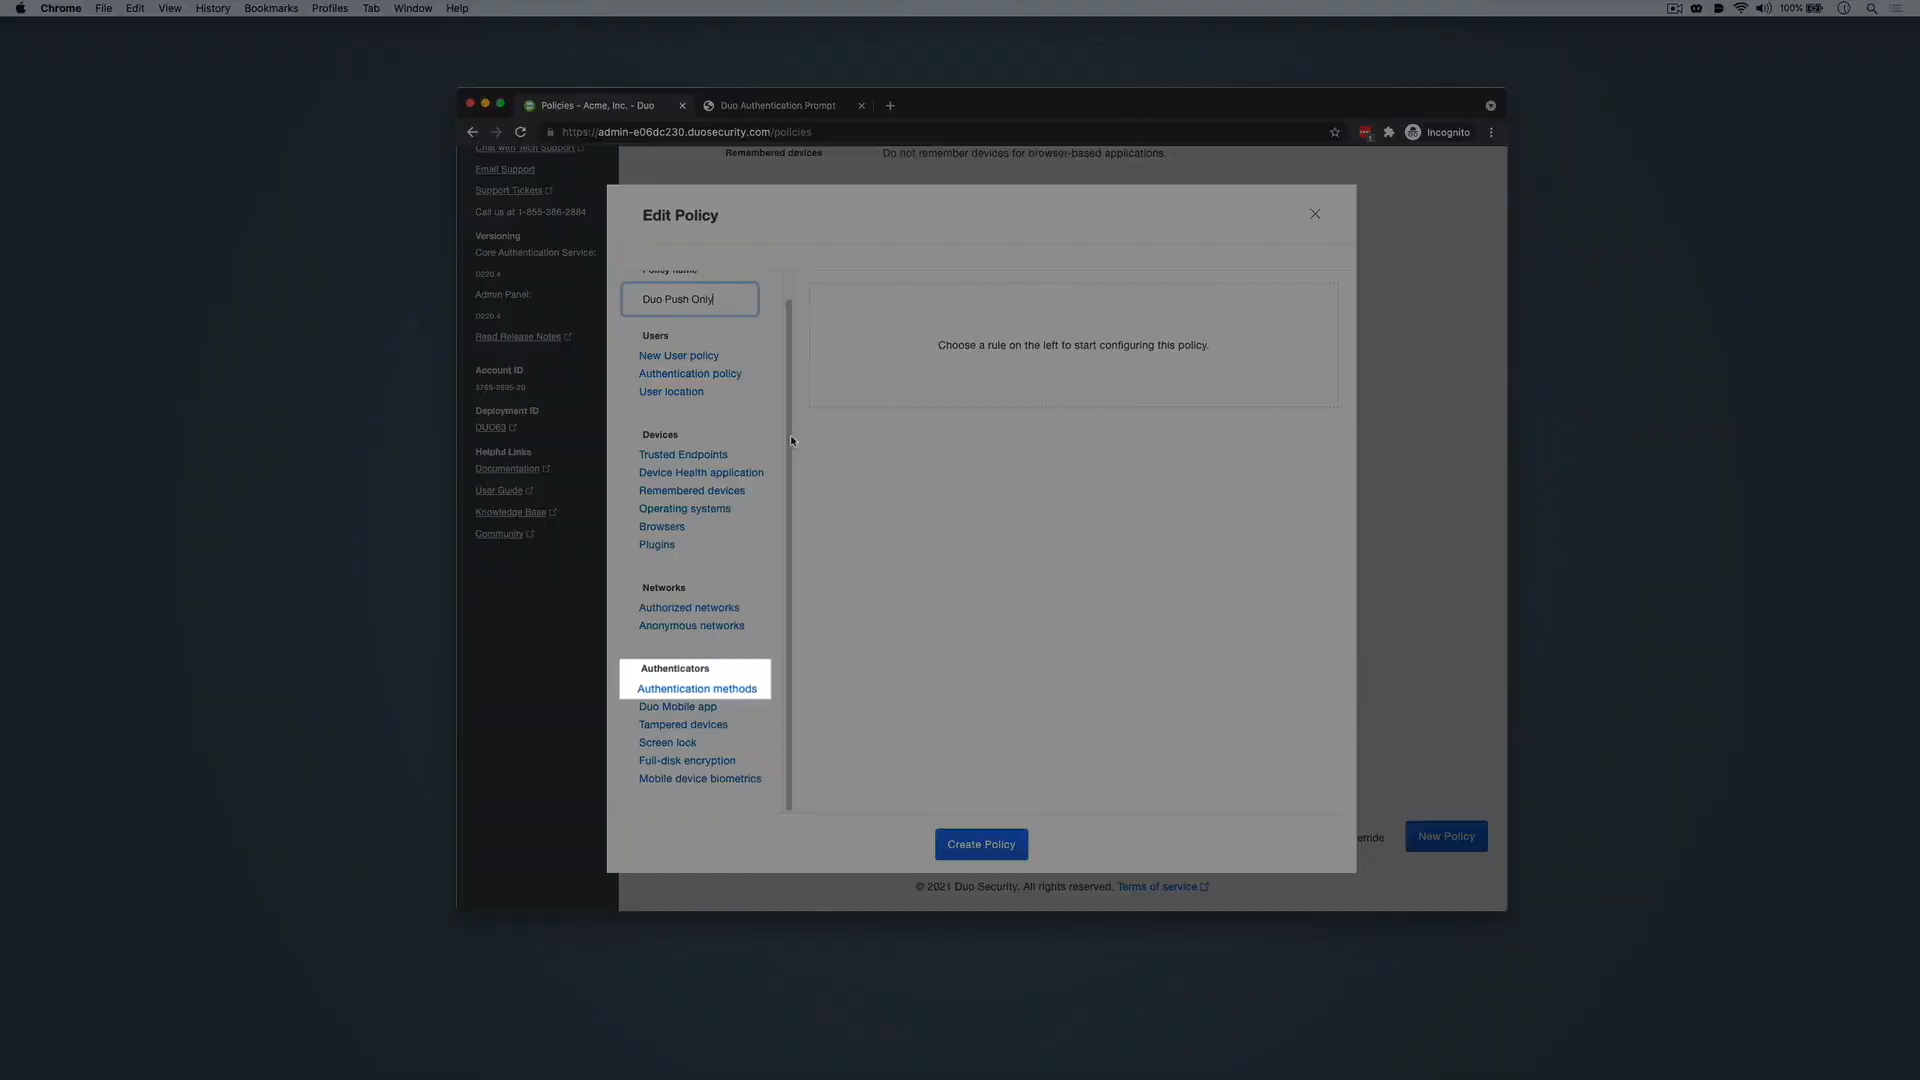 Chrome File Edit View History Bookmarks Profiles Tab Window Help 100%
Policies - Acme, Inc. - Duo Duo Authentication Prompt
https://admin-e06dc230.duosecurity.com/policies Incognito
Chat with Tech Support
Email Support
Support Tickets
Call us at 1-855-386-2884
Versioning
Core Authentication Service:
D220.4
Admin Panel:
D220.4
Read Release Notes
Account ID
3765-2895-20
Deployment ID
DUO63
Helpful Links
Documentation
User Guide
Knowledge Base
Community
Remembered devices Do not remember devices for browser-based applications.
Edit Policy
Policy name
Duo Push Only
Users
New User policy
Authentication policy
User location
Devices
Trusted Endpoints
Device Health application
Remembered devices
Operating systems
Browsers
Plugins
Networks
Authorized networks
Anonymous networks
Authenticators
Authentication methods
Duo Mobile app
Tampered devices
Screen lock
Full-disk encryption
Mobile device biometrics
Choose a rule on the left to start configuring this policy.
Create Policy
New Policy
© 2021 Duo Security. All rights reserved. Terms of service